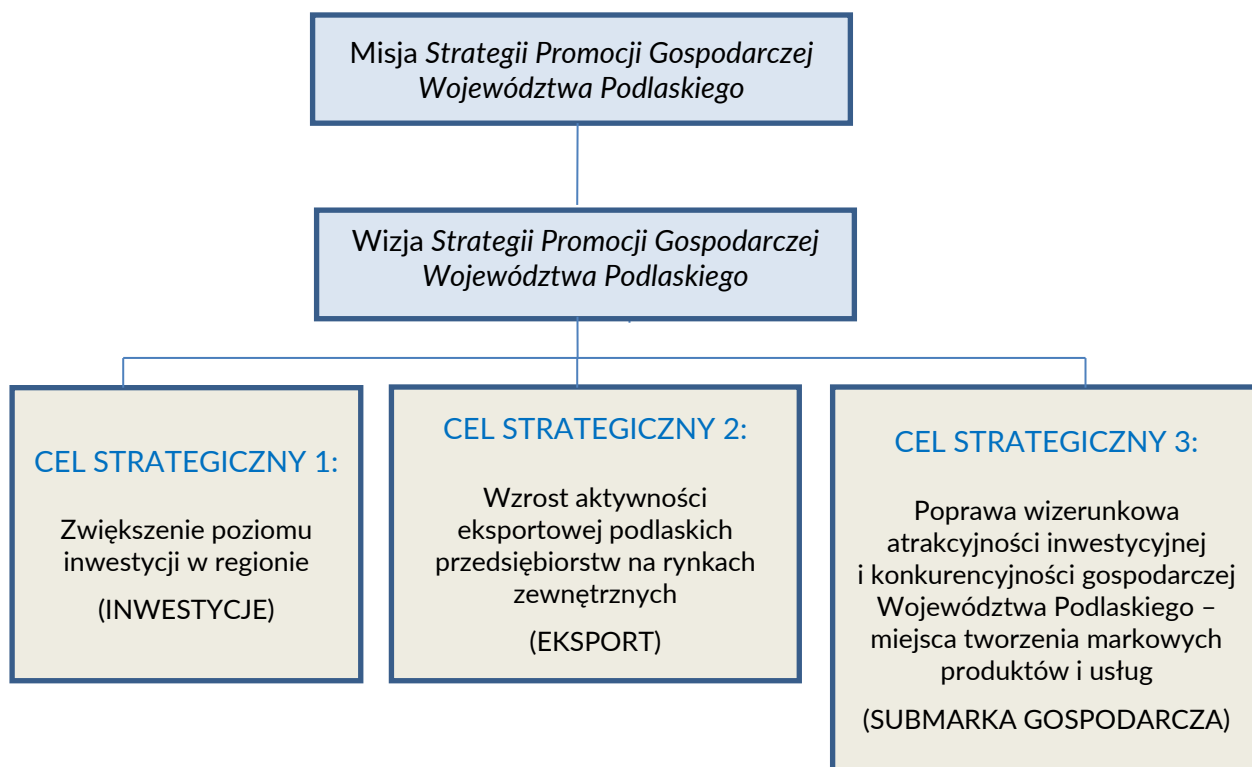 Misja Strategii Promocji Gospodarczej
Województwa Podlaskiego
Wizja Strategii Promocji Gospodarczej
Województwa Podlaskiego
CEL STRATEGICZNY 1:
Zwiększenie poziomu
inwestycji w regionie
(INWESTYCJE)
CEL STRATEGICZNY 2:
Wzrost aktywności
eksportowej podlaskich
przedsiębiorstw na rynkach
zewnętrznych
(EKSPORT)
CEL STRATEGICZNY 3:
Poprawa wizerunkowa
atrakcyjności inwestycyjnej
i konkurencyjności gospodarczej
Województwa Podlaskiego –
miejsca tworzenia markowych
produktów i usług
(SUBMARKA GOSPODARCZA)